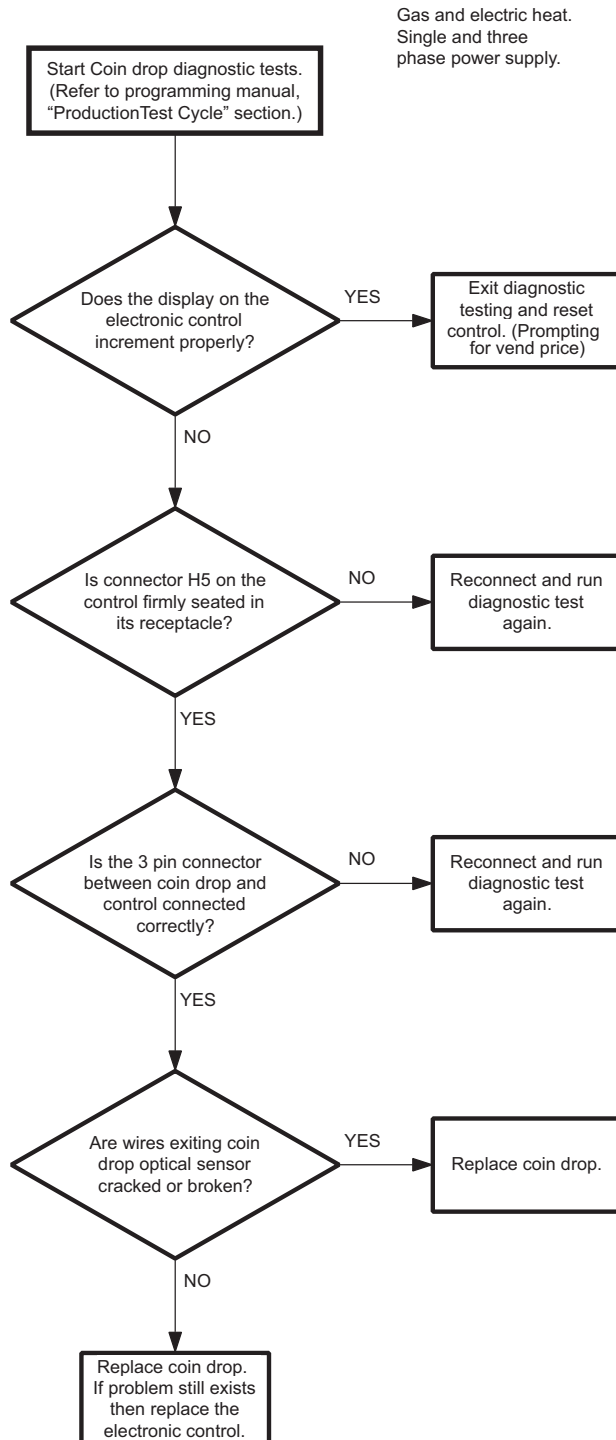 Gas and electric heat.
Single and three
phase power supply.
Start Coin drop diagnostic tests.
(Refer to programming manual,
“ProductionTest Cycle” section.)
Does the display on the
electronic control
increment properly?
YES
Exit diagnostic
testing and reset
control. (Prompting
for vend price)
NO
Is connector H5 on the
control firmly seated in
its receptacle?
NO
Reconnect and run
diagnostic test
again.
YES
Is the 3 pin connector
between coin drop and
control connected
correctly?
NO
Reconnect and run
diagnostic test
again.
YES
Are wires exiting coin
drop optical sensor
cracked or broken?
YES
Replace coin drop.
NO
Replace coin drop.
If problem still exists
then replace the
electronic control.